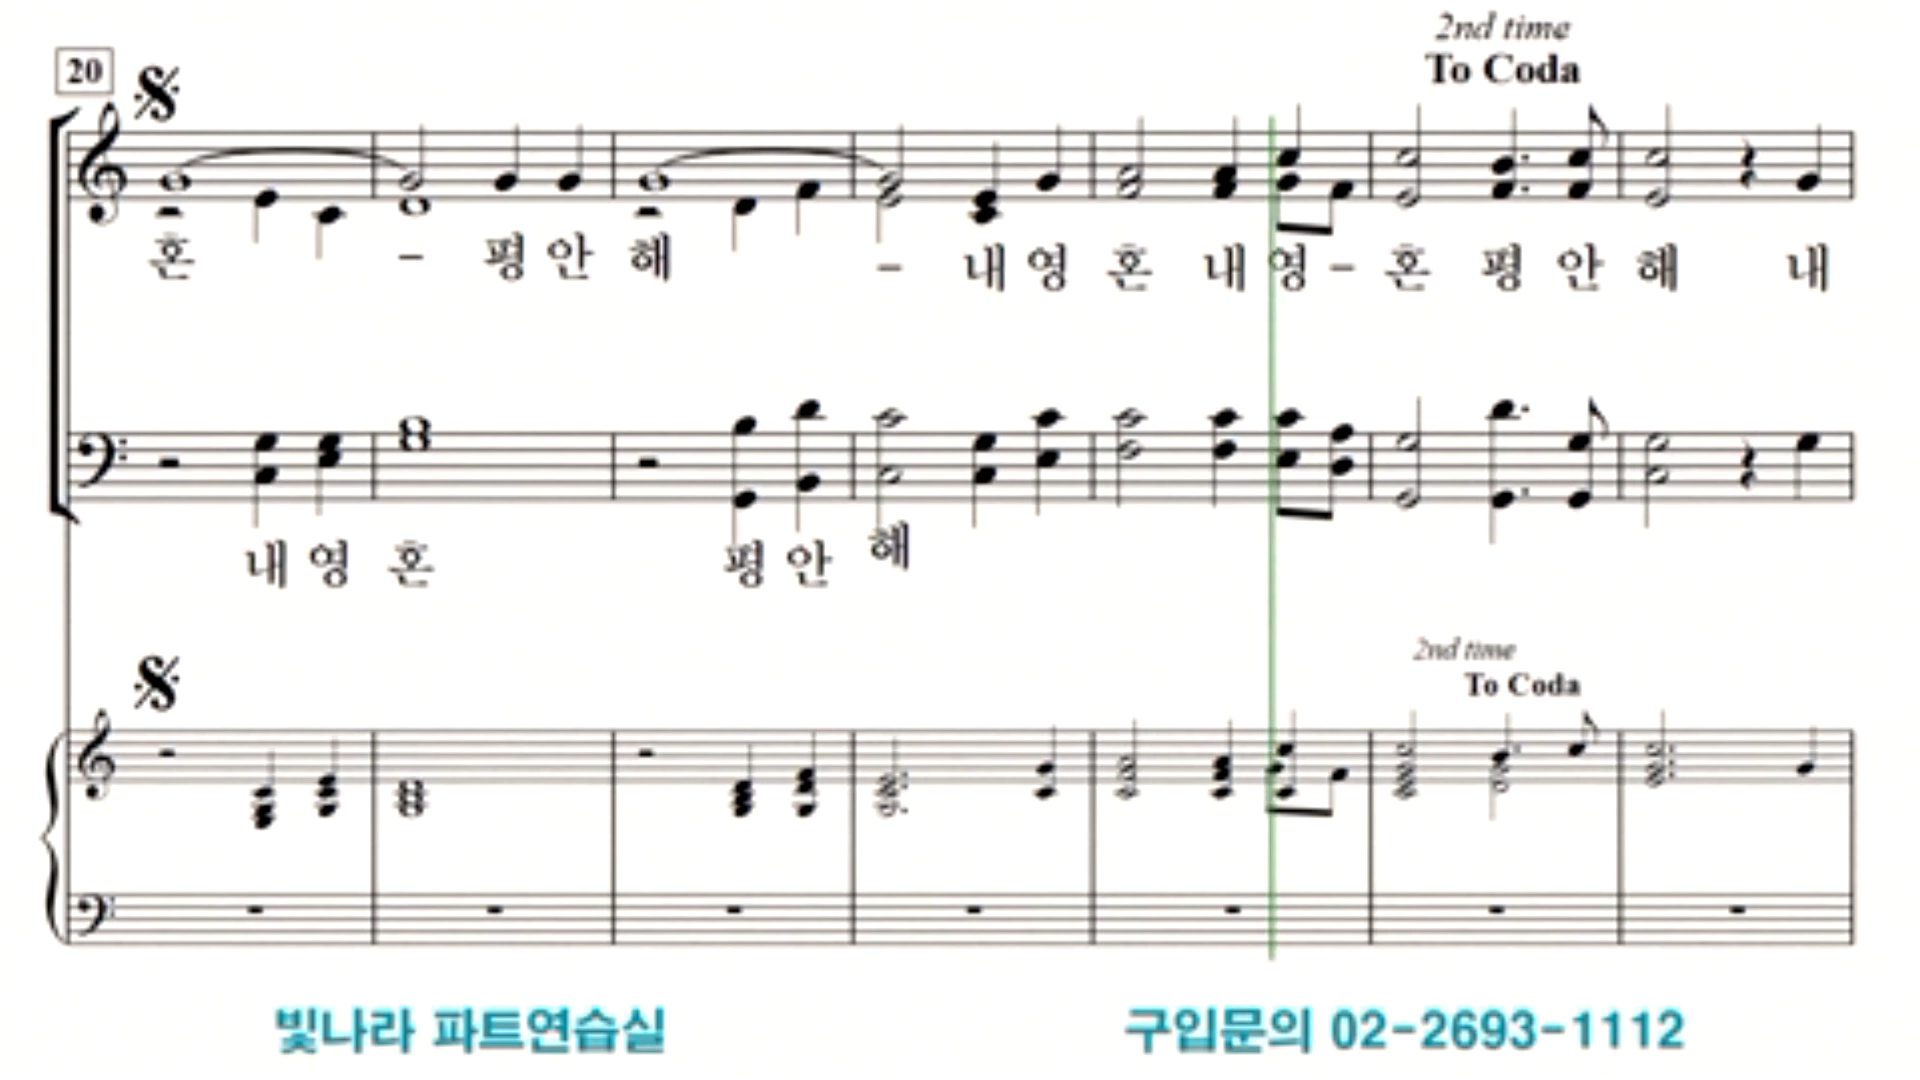 2nd time
To Coda
20
혼 - 평 안 해 - 내 영 혼 내 영 - 혼 평 안 해 내
내 영 혼 평 안 해
2nd time
To Coda
빛나라 파트연습실 구입문의 02-2693-1112